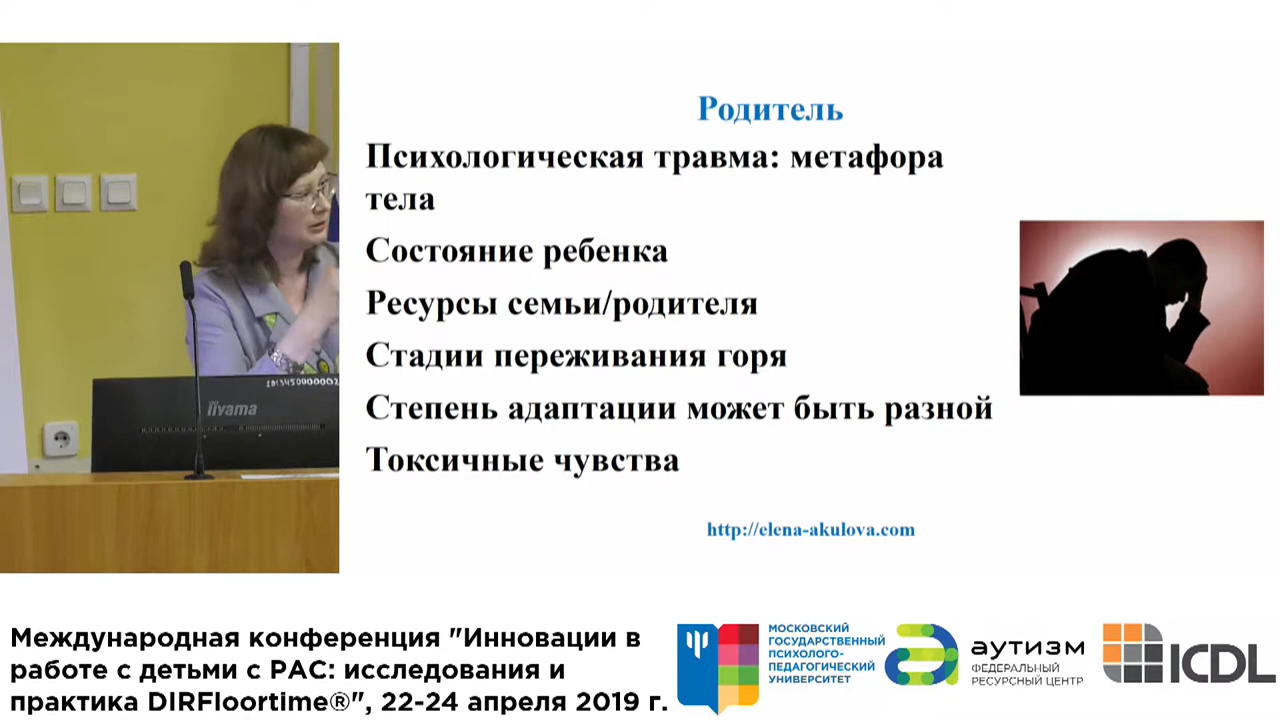 Родитель
Психологическая травма: метафора
тела
Состояние ребенка
Ресурсы семьи/родителя
Стадии переживания горя
Степень адаптации может быть разной
Токсичные чувства
http://elena-akulova.com
iiyama
Международная конференция "Инновации в
работе с детьми с РАС: исследования и
практика DIRFloortime®", 22-24 апреля 2019 г.
МОСКОВСКИЙ
ГОСУДАРСТВЕННЫЙ
ПСИХОЛОГО-
ПЕДАГОГИЧЕСКИЙ
УНИВЕРСИТЕТ
аутизм
ФЕДЕРАЛЬНЫЙ
РЕСУРСНЫЙ ЦЕНТР
ICDL